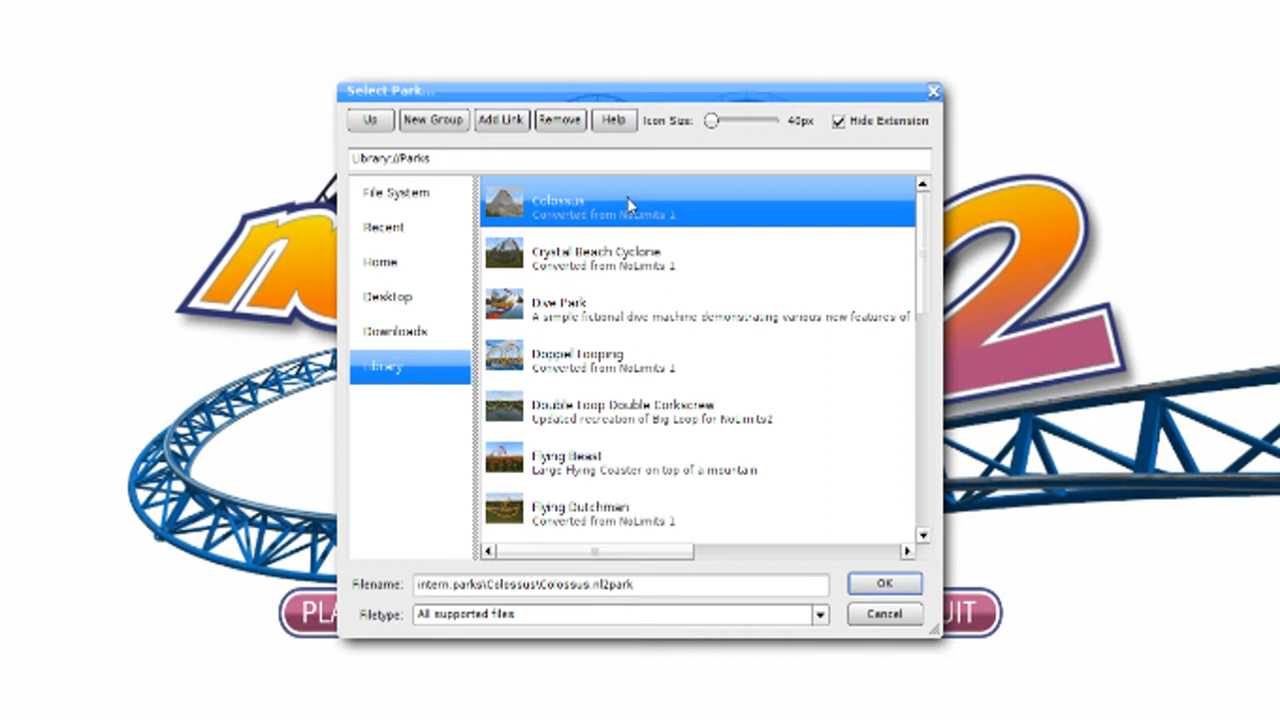 Select Park...
Up New Group Add Link Remove Help Icon Size: 40px Hide Extension
Library://Parks
File System
Recent
Home
Desktop
Downloads
Library
Colossus
Converted from NoLimits 1
Crystal Beach Cyclone
Converted from NoLimits 1
Dive Park
A simple fictional dive machine demonstrating various new features of
Doppel Looping
Converted from NoLimits 1
Double Loop Double Corkscrew
Updated recreation of Big Loop for NoLimits2
Flying Beast
Large Flying Coaster on top of a mountain
Flying Dutchman
Converted from NoLimits 1
Filename: intern:parks\Colossus\Colossus.nl2park OK
Filetype: All supported files Cancel
n
2
PLA
UIT